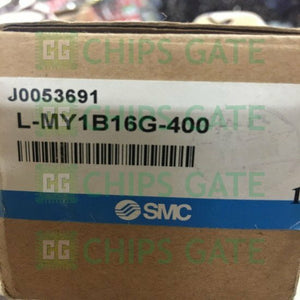 CHIPS GATE
J0053691
L-MY1B16G-400
CHIPS GATE
SMC
CHIPS GATE